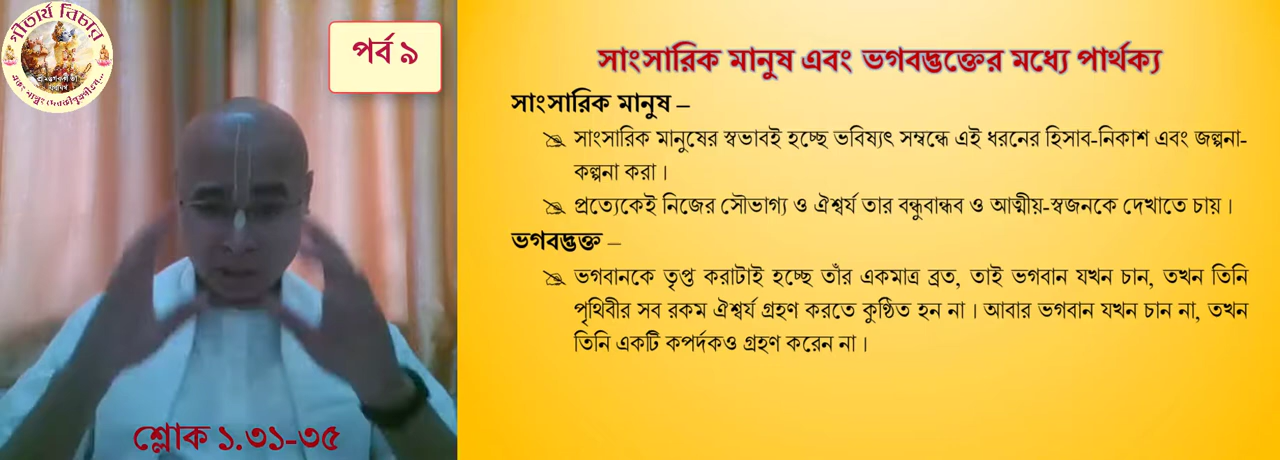 গীতার্থ বিচার
পর্ব ৯
শ্লোক ১.৩১-৩৫
সাংসারিক মানুষ এবং ভগবদ্ভক্তের মধ্যে পার্থক্য
সাংসারিক মানুষ –
সাংসারিক মানুষের স্বভাবই হচ্ছে ভবিষ্যৎ সম্বন্ধে এই ধরনের হিসাব-নিকাশ এবং জল্পনা-
কল্পনা করা।
প্রত্যেকেই নিজের সৌভাগ্য ও ঐশ্বর্য তার বন্ধুবান্ধব ও আত্মীয়-স্বজনকে দেখাতে চায়।
ভগবদ্ভক্ত –
ভগবানকে তৃপ্ত করাটাই হচ্ছে তাঁর একমাত্র ব্রত, তাই ভগবান যখন চান, তখন তিনি
পৃথিবীর সব রকম ঐশ্বর্য গ্রহণ করতে কুণ্ঠিত হন না। আবার ভগবান যখন চান না, তখন
তিনি একটি কপর্দকও গ্রহণ করেন না।